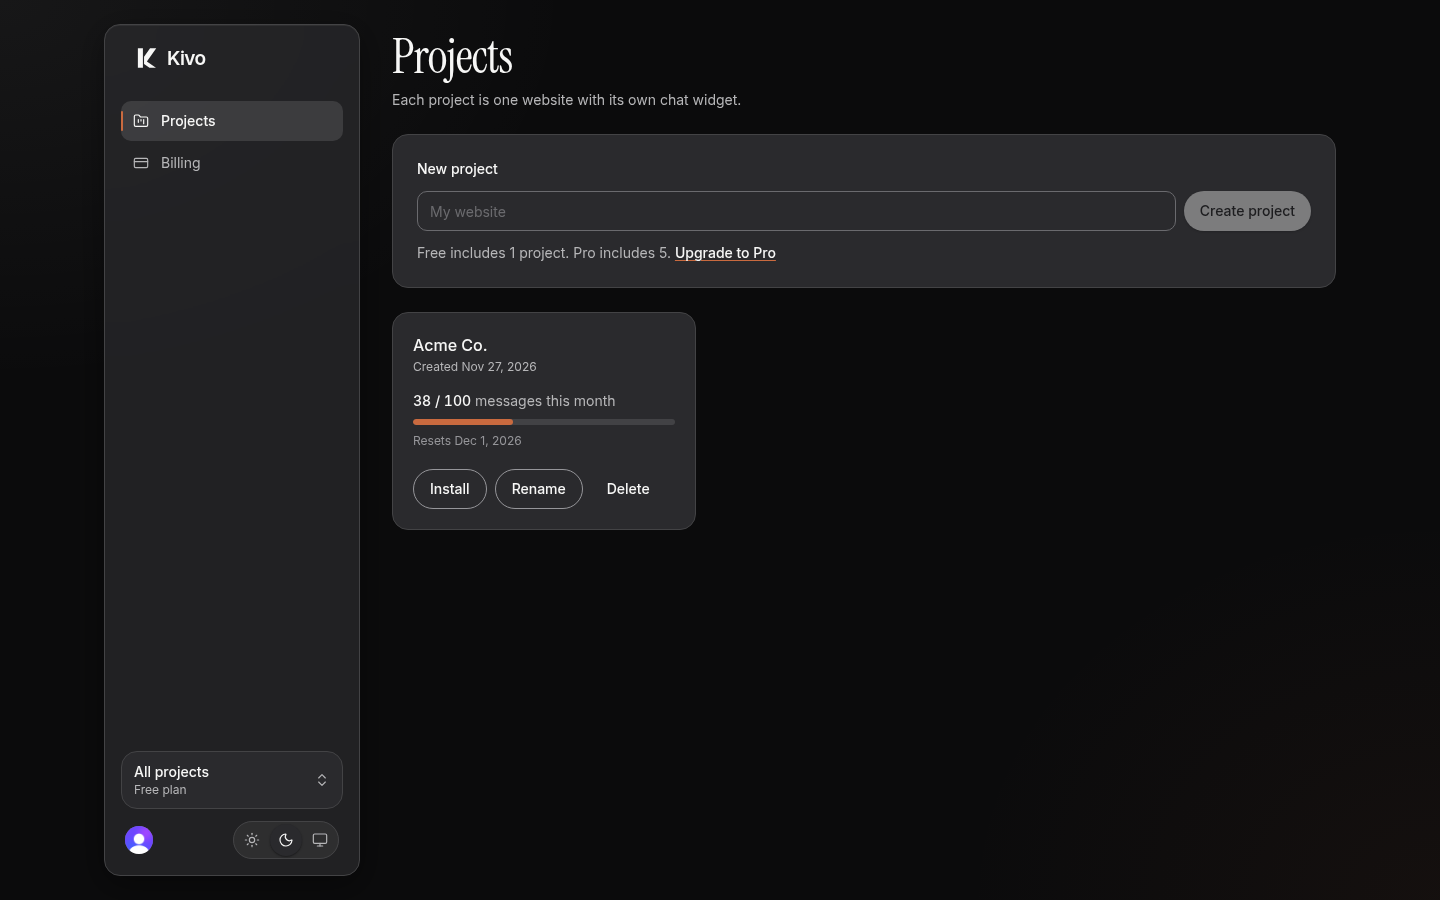 Kivo
Projects
Billing
All projects
Free plan
Projects
Each project is one website with its own chat widget.
New project
My website
Create project
Free includes 1 project. Pro includes 5. Upgrade to Pro
Acme Co.
Created Nov 27, 2026
38 / 100 messages this month
Resets Dec 1, 2026
Install
Rename
Delete